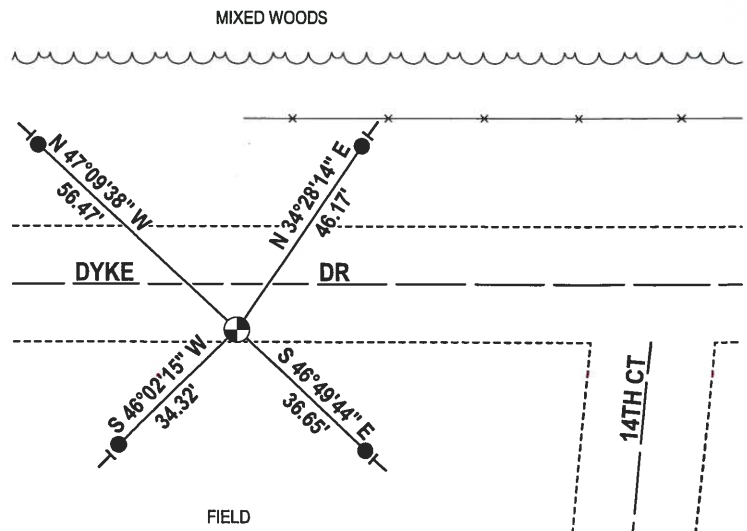 MIXED WOODS
N 47°09'38" W
56.47'
N 34°28'14" E
46.17'
DYKE DR
S 46°02'15" W
34.32'
S 46°49'44" E
36.65'
14TH CT
FIELD